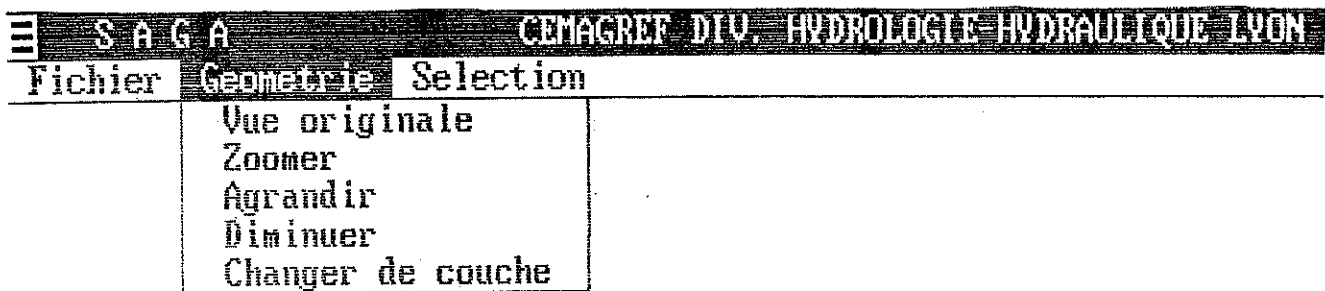 S A G A CEMAGREF DIV. HYDROLOGIE-HYDRAULIQUE LYON
Fichier Geometrie Selection
Vue originale
Zoomer
Agrandir
Diminuer
Changer de couche